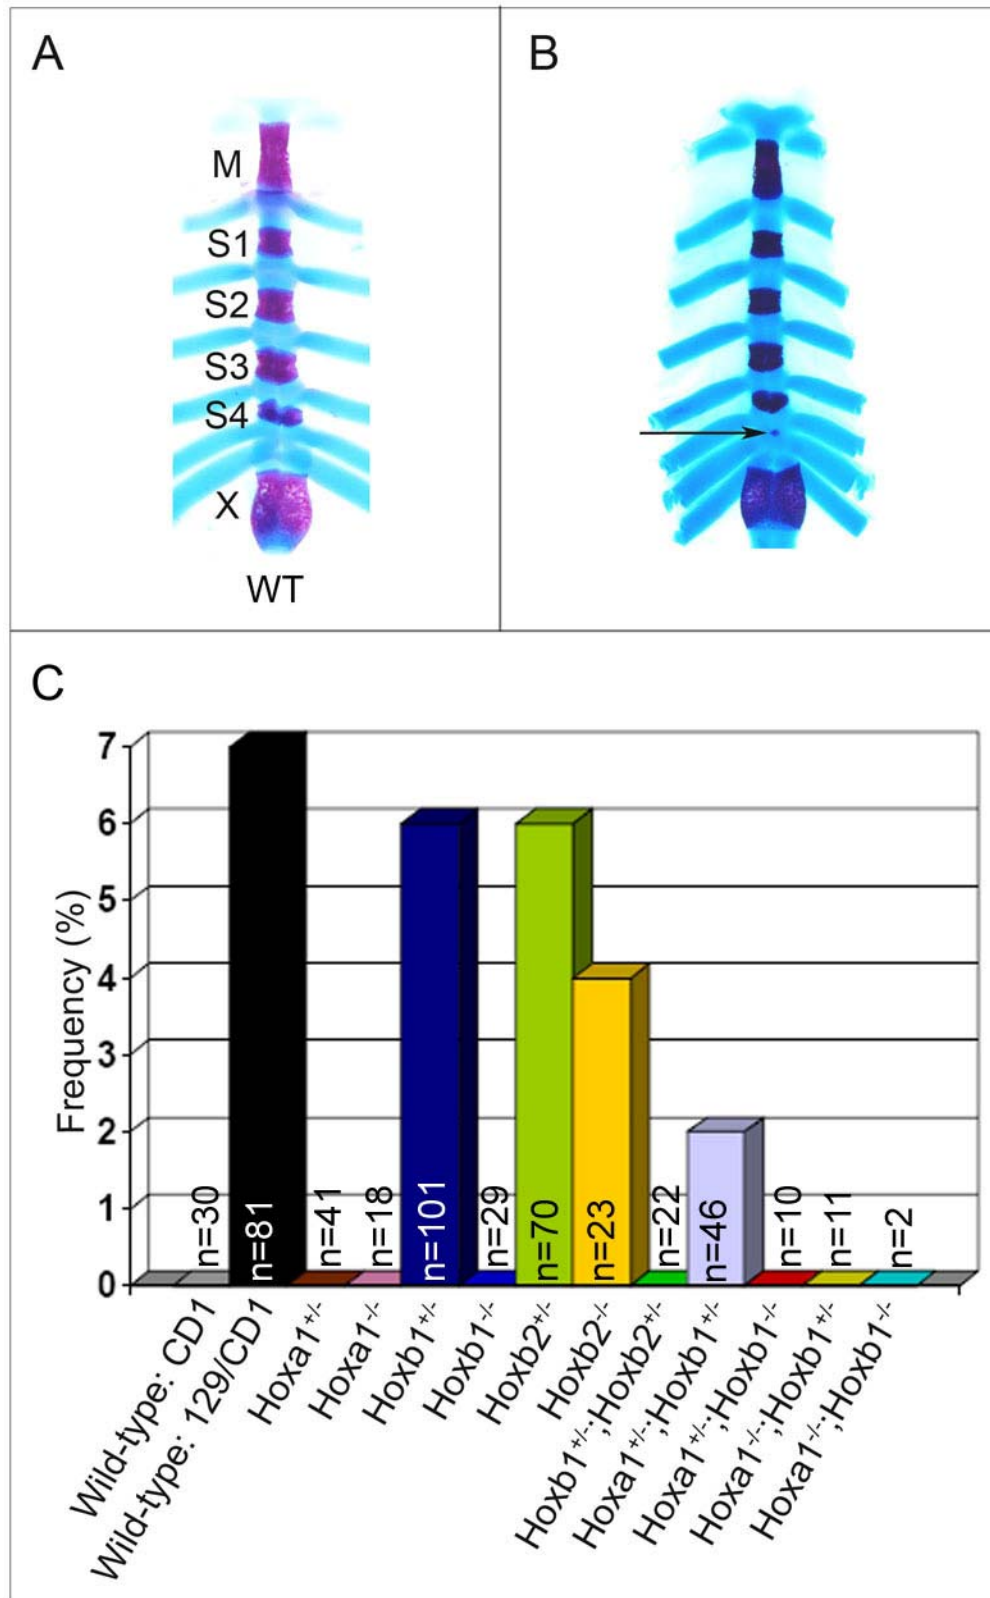 A
B
M
S1
S2
S3
S4
X
WT
C
Frequency (%)
7
6
5
4
3
2
1
0
n=30
n=81
n=41
n=18
n=101
n=29
n=70
n=23
n=22
n=46
n=10
n=11
n=2
Wild-type: CD1
Wild-type: 129/CD1
Hoxa1+/-
Hoxa1-/-
Hoxb1+/-
Hoxb1-/-
Hoxb2+/-
Hoxb2-/-
Hoxb1+/-;Hoxb2+/-
Hoxa1+/-;Hoxb1+/-
Hoxa1+/-;Hoxb1-/-
Hoxa1-/-;Hoxb1+/-
Hoxa1-/-;Hoxb1-/-